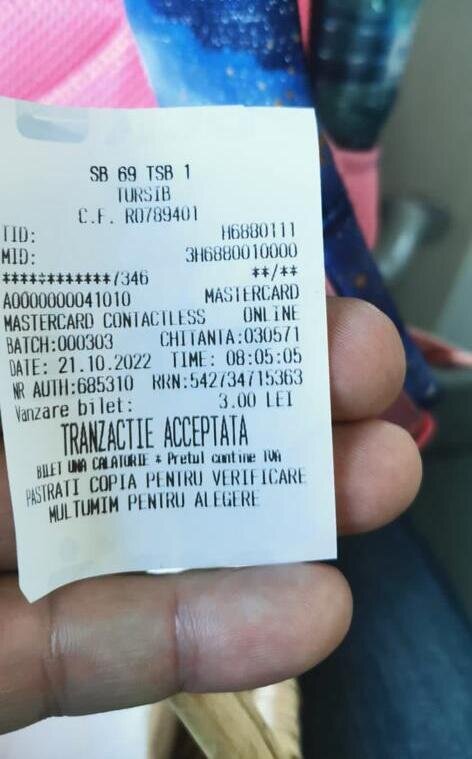 SB 69 TSB 1
TURSIB
C.F. RO789401
TID: H6880111
MID: 3H6880010000
************7346 **/**
A0000000041010 MASTERCARD
MASTERCARD CONTACTLESS ONLINE
BATCH:000303 CHITANTA:030571
DATE: 21.10.2022 TIME: 08:05:05
NR AUTH:685310 RRN:542734715363
Vanzare bilet: 3.00 LEI
TRANZACTIE ACCEPTATA
BILET UNA CALATORIE * Pretul contine TVA
PASTRATI COPIA PENTRU VERIFICARE
MULTUMIM PENTRU ALEGERE